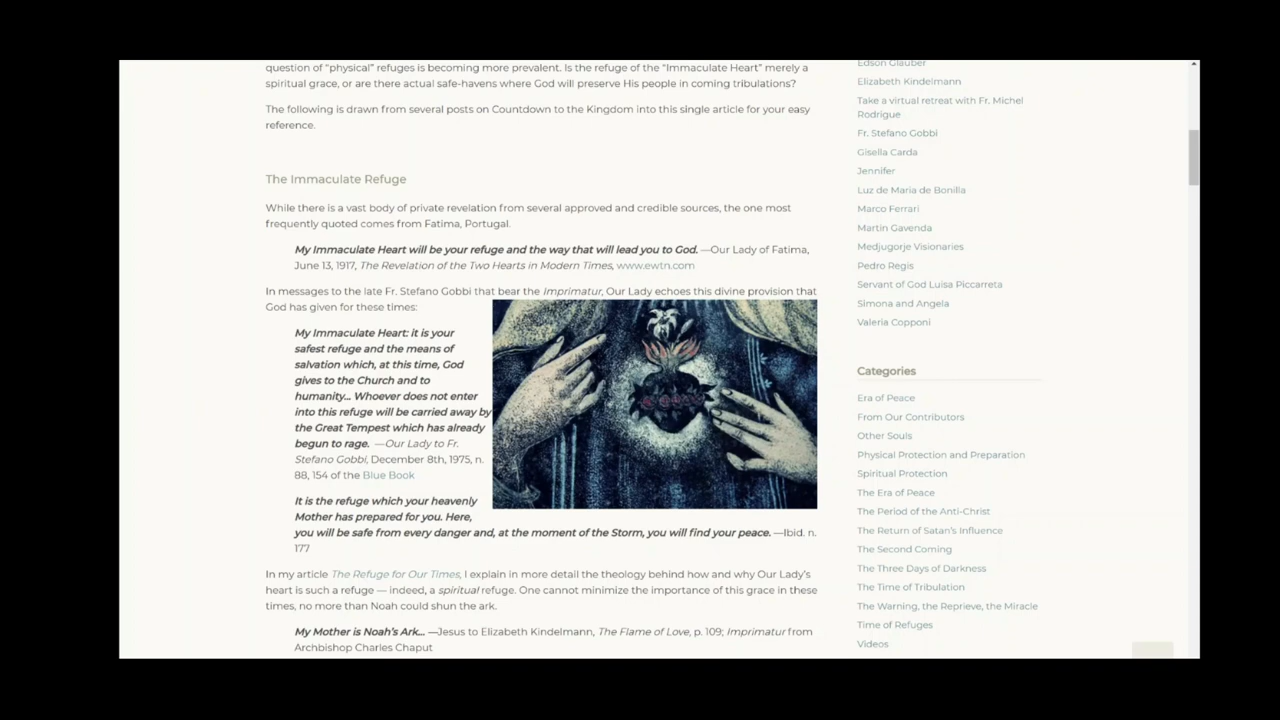 question of "physical" refuges is becoming more prevalent. Is the refuge of the "Immaculate Heart" merely a
spiritual grace, or are there actual safe-havens where God will preserve His people in coming tribulations?
The following is drawn from several posts on Countdown to the Kingdom into this single article for your easy
reference.
The Immaculate Refuge
While there is a vast body of private revelation from several approved and credible sources, the one most
frequently quoted comes from Fatima, Portugal.
My Immaculate Heart will be your refuge and the way that will lead you to God. —Our Lady of Fatima,
June 13, 1917, The Revelation of the Two Hearts in Modern Times, www.ewtn.com
In messages to the late Fr. Stefano Gobbi that bear the Imprimatur, Our Lady echoes this divine provision that
God has given for these times:
My Immaculate Heart: it is your
safest refuge and the means of
salvation which, at this time, God
gives to the Church and to
humanity... Whoever does not enter
into this refuge will be carried away by
the Great Tempest which has already
begun to rage. —Our Lady to Fr.
Stefano Gobbi, December 8th, 1975, n.
88, 154 of the Blue Book
It is the refuge which your heavenly
Mother has prepared for you. Here,
you will be safe from every danger and, at the moment of the Storm, you will find your peace. —Ibid. n.
177
In my article The Refuge for Our Times, I explain in more detail the theology behind how and why Our Lady's
heart is such a refuge — indeed, a spiritual refuge. One cannot minimize the importance of this grace in these
times, no more than Noah could shun the ark.
My Mother is Noah's Ark... —Jesus to Elizabeth Kindelmann, The Flame of Love, p. 109; Imprimatur from
Archbishop Charles Chaput
Edson Glauber
Elizabeth Kindelmann
Take a virtual retreat with Fr. Michel
Rodrigue
Fr. Stefano Gobbi
Gisella Carda
Jennifer
Luz de Maria de Bonilla
Marco Ferrari
Martin Gavenda
Medjugorje Visionaries
Pedro Regis
Servant of God Luisa Piccarreta
Simona and Angela
Valeria Copponi
Categories
Era of Peace
From Our Contributors
Other Souls
Physical Protection and Preparation
Spiritual Protection
The Era of Peace
The Period of the Anti-Christ
The Return of Satan's Influence
The Second Coming
The Three Days of Darkness
The Time of Tribulation
The Warning, the Reprieve, the Miracle
Time of Refuges
Videos